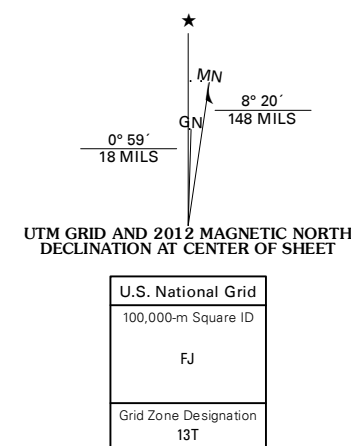 MN
8° 20´
148 MILS
GN
0° 59´
18 MILS
UTM GRID AND 2012 MAGNETIC NORTH
DECLINATION AT CENTER OF SHEET
U.S. National Grid
100,000-m Square ID
FJ
Grid Zone Designation
13T